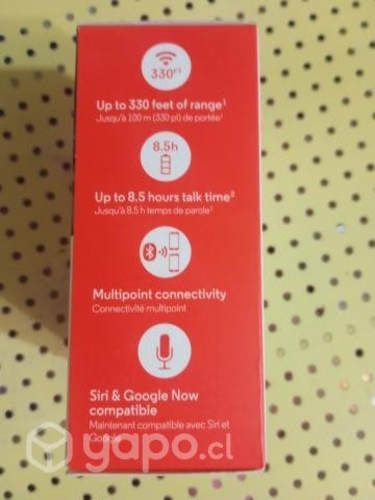 330FT
Up to 330 feet of range¹
Jusqu'à 100 m (330 pi) de portée¹
8.5h
Up to 8.5 hours talk time²
Jusqu'à 8.5 h temps de parole²
Multipoint connectivity
Connectivité multipoint
Siri & Google Now
compatible
Maintenant compatible avec Siri et
Google
yapo.cl